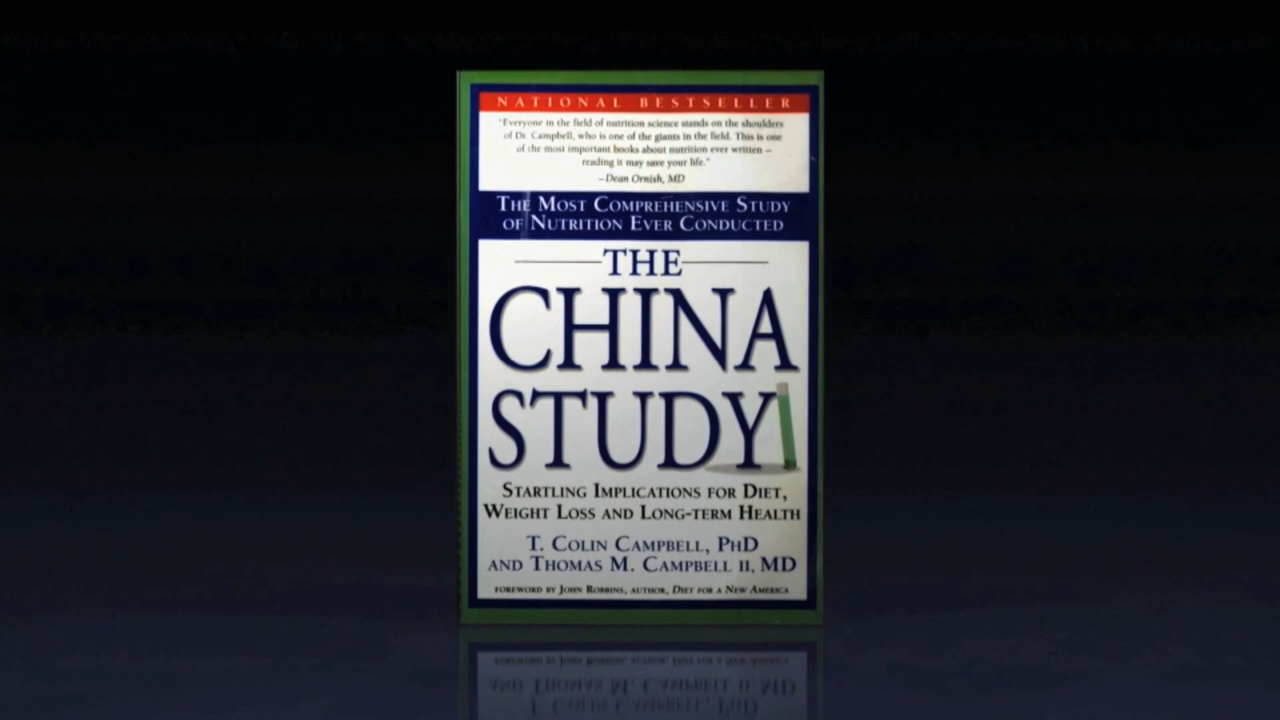 NATIONAL BESTSELLER
"Everyone in the field of nutrition science stands on the shoulders
of Dr. Campbell, who is one of the giants in the field. This is one
of the most important books about nutrition ever written —
reading it may save your life."
–Dean Ornish, MD
THE MOST COMPREHENSIVE STUDY
OF NUTRITION EVER CONDUCTED
THE
CHINA
STUDY
STARTLING IMPLICATIONS FOR DIET,
WEIGHT LOSS AND LONG-TERM HEALTH
T. COLIN CAMPBELL, PHD
AND THOMAS M. CAMPBELL II, MD
FOREWORD BY JOHN ROBBINS, AUTHOR, DIET FOR A NEW AMERICA